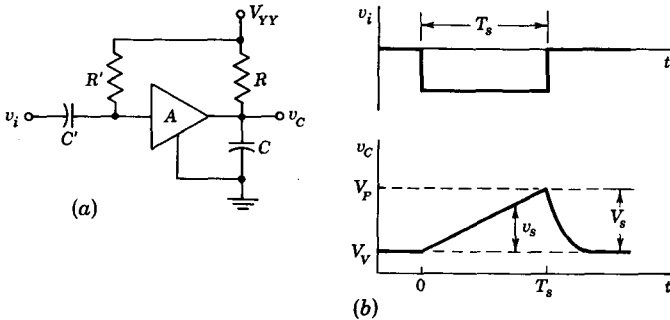 V_YY
R'
R
v_i
A
v_C
C'
C
(a)
v_i
T_s
t
v_C
V_P
v_s
V_s
V_V
0
T_s
t
(b)